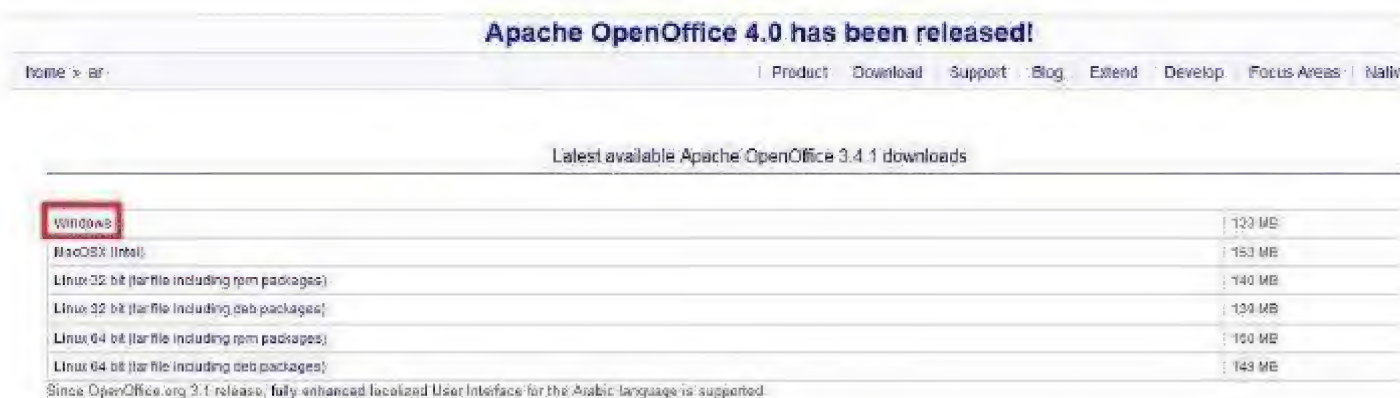 Apache OpenOffice 4.0 has been released!
home » ar
Product Download Support Blog Extend Develop Focus Areas Nativ
Latest available Apache OpenOffice 3.4.1 downloads
Windows 133 MB
MacOSX (Intel) 153 MB
Linux 32 bit (tar file including rpm packages) 140 MB
Linux 32 bit (tar file including deb packages) 139 MB
Linux 64 bit (tar file including rpm packages) MB
Linux 64 bit (tar file including deb packages) 143 MB
Since OpenOffice.org 3.1 release, fully enhanced localized User Interface for the Arabic language is supported